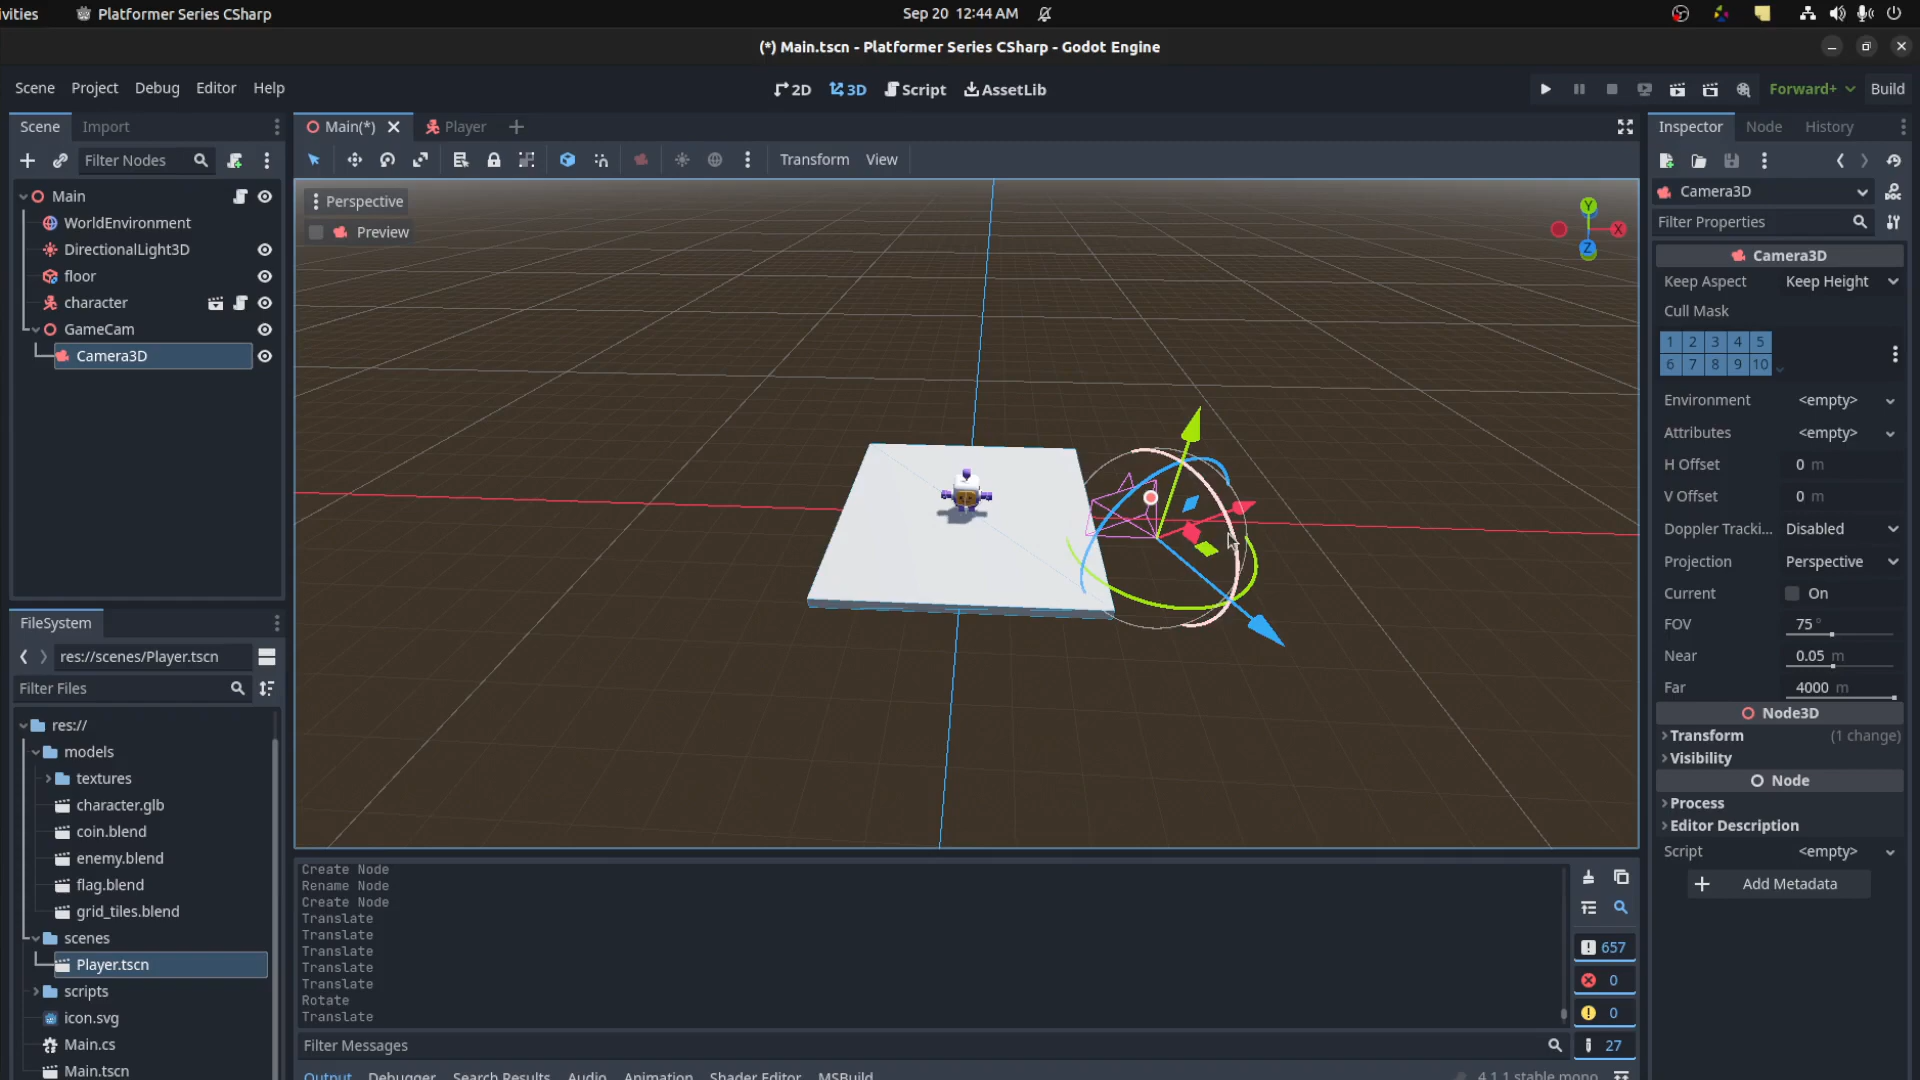 ivities
Platformer Series CSharp
Sep 20 12:44 AM
(*) Main.tscn - Platformer Series CSharp - Godot Engine
Scene Project Debug Editor Help
2D 3D Script AssetLib
Forward+ Build
Scene Import
Main(*) Player
Inspector Node History
Filter Nodes
Transform View
Main
WorldEnvironment
DirectionalLight3D
floor
character
GameCam
Camera3D
Perspective
Preview
Y
X
Z
FileSystem
res://scenes/Player.tscn
Filter Files
res://
models
textures
character.glb
coin.blend
enemy.blend
flag.blend
grid_tiles.blend
scenes
Player.tscn
scripts
icon.svg
Main.cs
Main.tscn
Create Node
Rename Node
Create Node
Translate
Translate
Translate
Translate
Translate
Rotate
Translate
Filter Messages
657
0
0
27
Output Debugger Search Results Audio Animation Shader Editor MSBuild
4.1.1.stable.mono
Camera3D
Filter Properties
Camera3D
Keep Aspect Keep Height
Cull Mask
1 2 3 4 5
6 7 8 9 10
Environment <empty>
Attributes <empty>
H Offset 0 m
V Offset 0 m
Doppler Tracki... Disabled
Projection Perspective
Current On
FOV 75 °
Near 0.05 m
Far 4000 m
Node3D
Transform (1 change)
Visibility
Node
Process
Editor Description
Script <empty>
Add Metadata